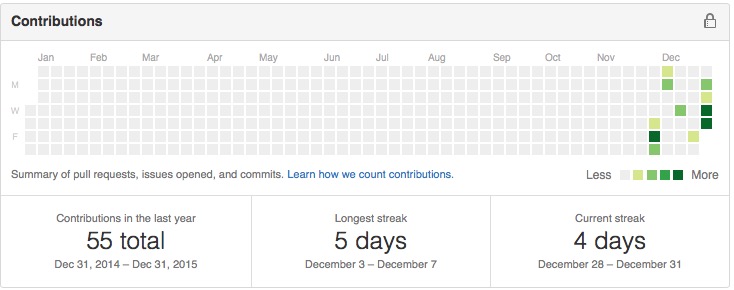 Contributions
Jan Feb Mar Apr May Jun Jul Aug Sep Oct Nov Dec
M
W
F
Summary of pull requests, issues opened, and commits. Learn how we count contributions.
Less More
Contributions in the last year
55 total
Dec 31, 2014 – Dec 31, 2015
Longest streak
5 days
December 3 – December 7
Current streak
4 days
December 28 – December 31